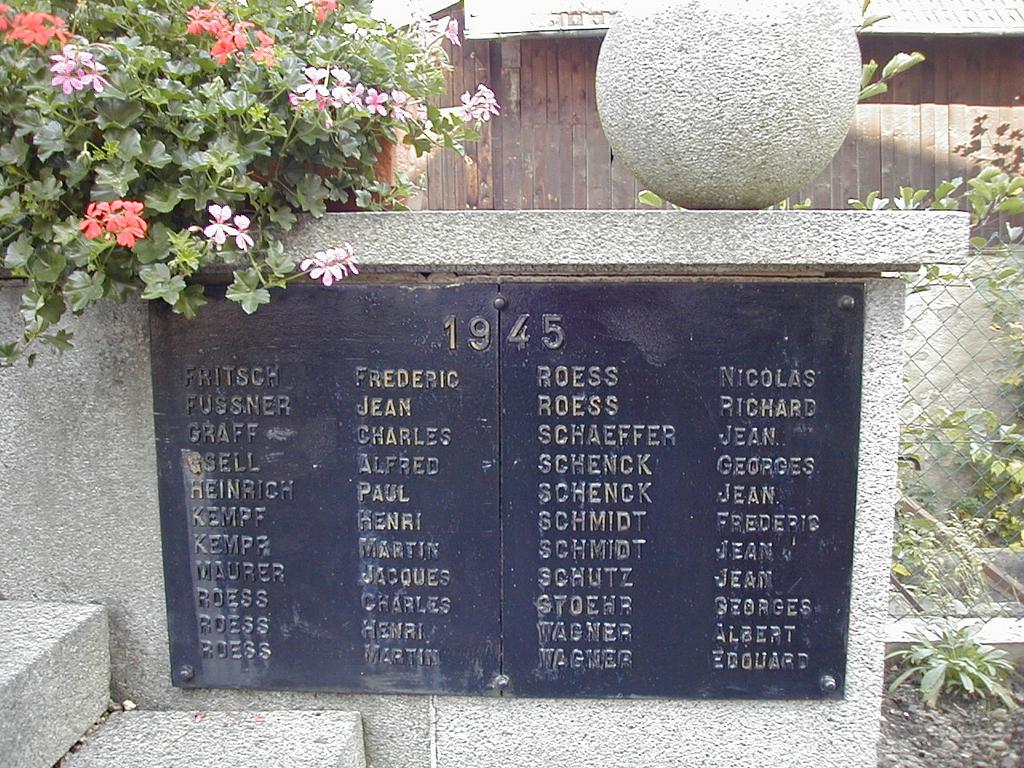 1945
FRITSCH FREDERIC
FUSSNER JEAN
GRAFF CHARLES
GSELL ALFRED
HEINRICH PAUL
KEMPF HENRI
KEMPF MARTIN
MAURER JACQUES
ROESS CHARLES
ROESS HENRI
ROESS MARTIN
ROESS NICOLAS
ROESS RICHARD
SCHAEFFER JEAN
SCHENCK GEORGES
SCHENCK JEAN
SCHMIDT FREDERIC
SCHMIDT JEAN
SCHUTZ JEAN
STOEHR GEORGES
WAGNER ALBERT
WAGNER EDOUARD